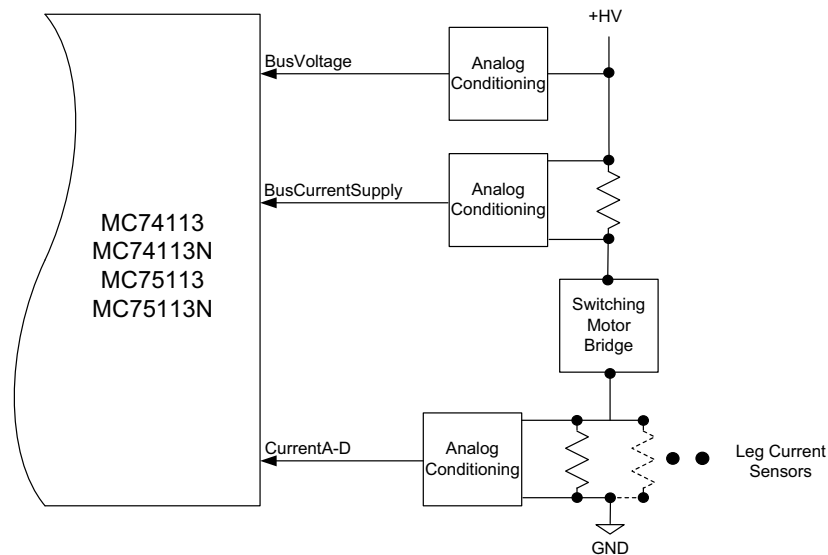 +HV
BusVoltage
Analog
Conditioning
BusCurrentSupply
Analog
Conditioning
MC74113
MC74113N
MC75113
MC75113N
Switching
Motor
Bridge
CurrentA-D
Analog
Conditioning
Leg Current
Sensors
GND